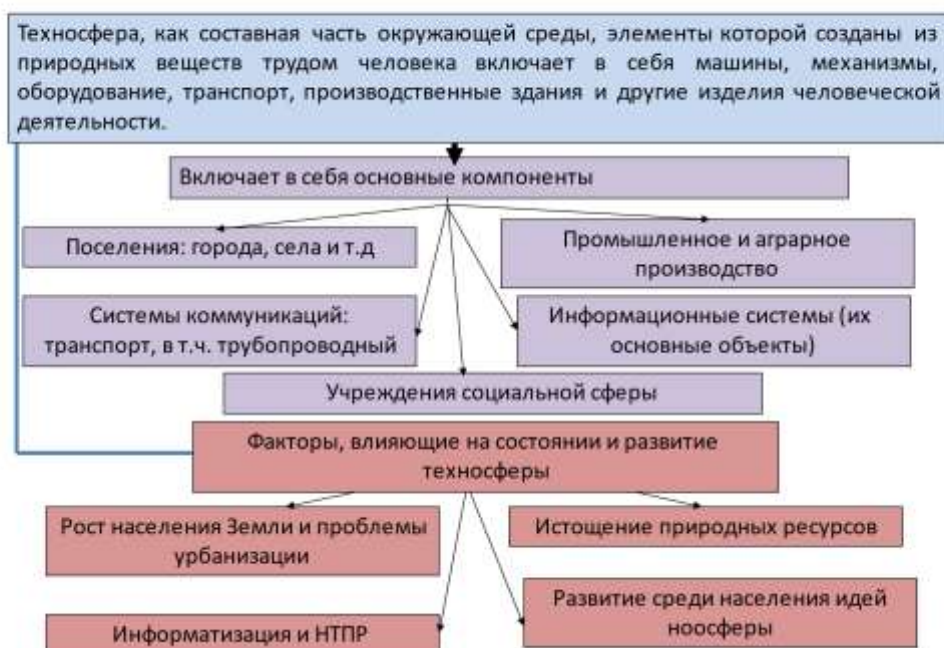 Техносфера, как составная часть окружающей среды, элементы которой созданы из
природных веществ трудом человека включает в себя машины, механизмы,
оборудование, транспорт, производственные здания и другие изделия человеческой
деятельности.
Включает в себя основные компоненты
Поселения: города, села и т.д
Промышленное и аграрное
производство
Системы коммуникаций:
транспорт, в т.ч. трубопроводный
Информационные системы (их
основные объекты)
Учреждения социальной сферы
Факторы, влияющие на состоянии и развитие
техносферы
Рост населения Земли и проблемы
урбанизации
Истощение природных ресурсов
Информатизация и НТПР
Развитие среди населения идей
ноосферы